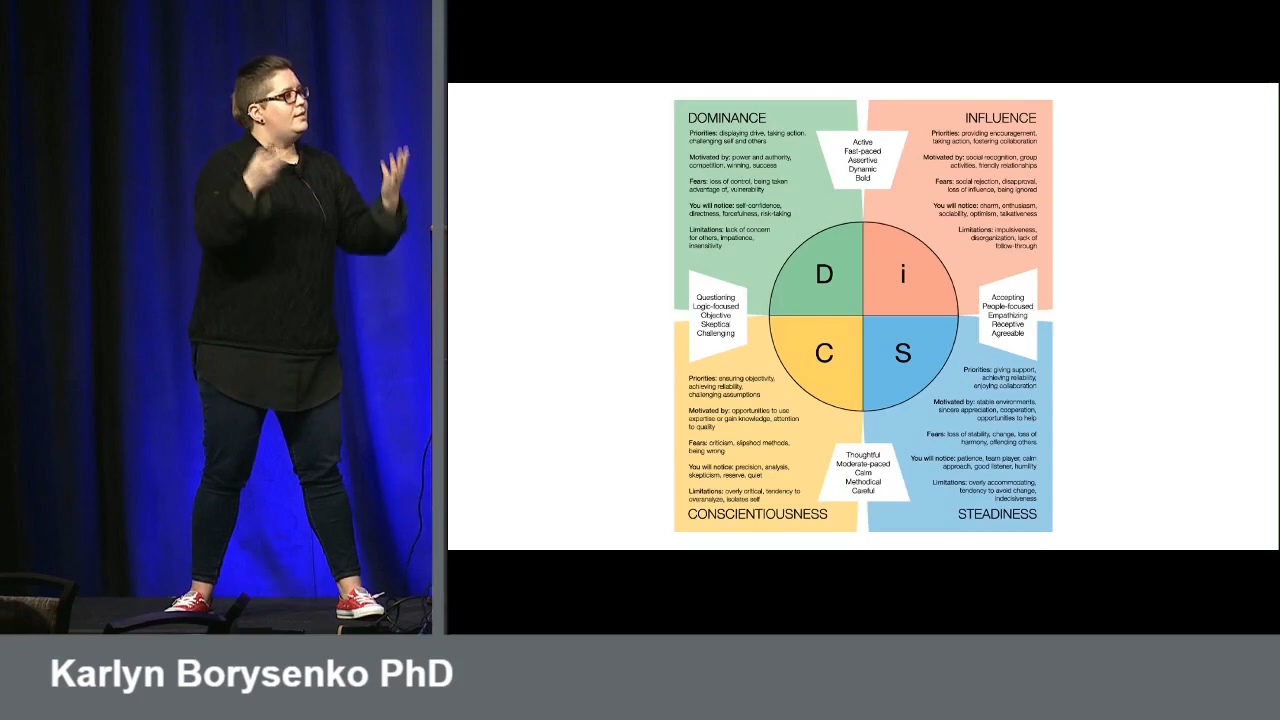 DOMINANCE
Priorities: displaying drive, taking action,
challenging self and others
Motivated by: power and authority,
competition, winning, success
Fears: loss of control, being taken
advantage of, vulnerability
You will notice: self-confidence,
directness, forcefulness, risk-taking
Limitations: lack of concern
for others, impatience,
insensitivity
Active
Fast-paced
Assertive
Dynamic
Bold
INFLUENCE
Priorities: providing encouragement,
taking action, fostering collaboration
Motivated by: social recognition, group
activities, friendly relationships
Fears: social rejection, disapproval,
loss of influence, being ignored
You will notice: charm, enthusiasm,
sociability, optimism, talkativeness
Limitations: impulsiveness,
disorganization, lack of
follow-through
D
i
Questioning
Logic-focused
Objective
Skeptical
Challenging
Accepting
People-focused
Empathizing
Receptive
Agreeable
C
S
Priorities: ensuring objectivity,
achieving reliability,
challenging assumptions
Motivated by: opportunities to use
expertise or gain knowledge, attention
to quality
Fears: criticism, slipshod methods,
being wrong
You will notice: precision, analysis,
skepticism, reserve, quiet
Limitations: overly critical, tendency to
overanalyze, isolates self
CONSCIENTIOUSNESS
Thoughtful
Moderate-paced
Calm
Methodical
Careful
Priorities: giving support,
achieving reliability,
enjoying collaboration
Motivated by: stable environments,
sincere appreciation, cooperation,
opportunities to help
Fears: loss of stability, change, loss of
harmony, offending others
You will notice: patience, team player, calm
approach, good listener, humility
Limitations: overly accommodating,
tendency to avoid change,
indecisiveness
STEADINESS
Karlyn Borysenko PhD